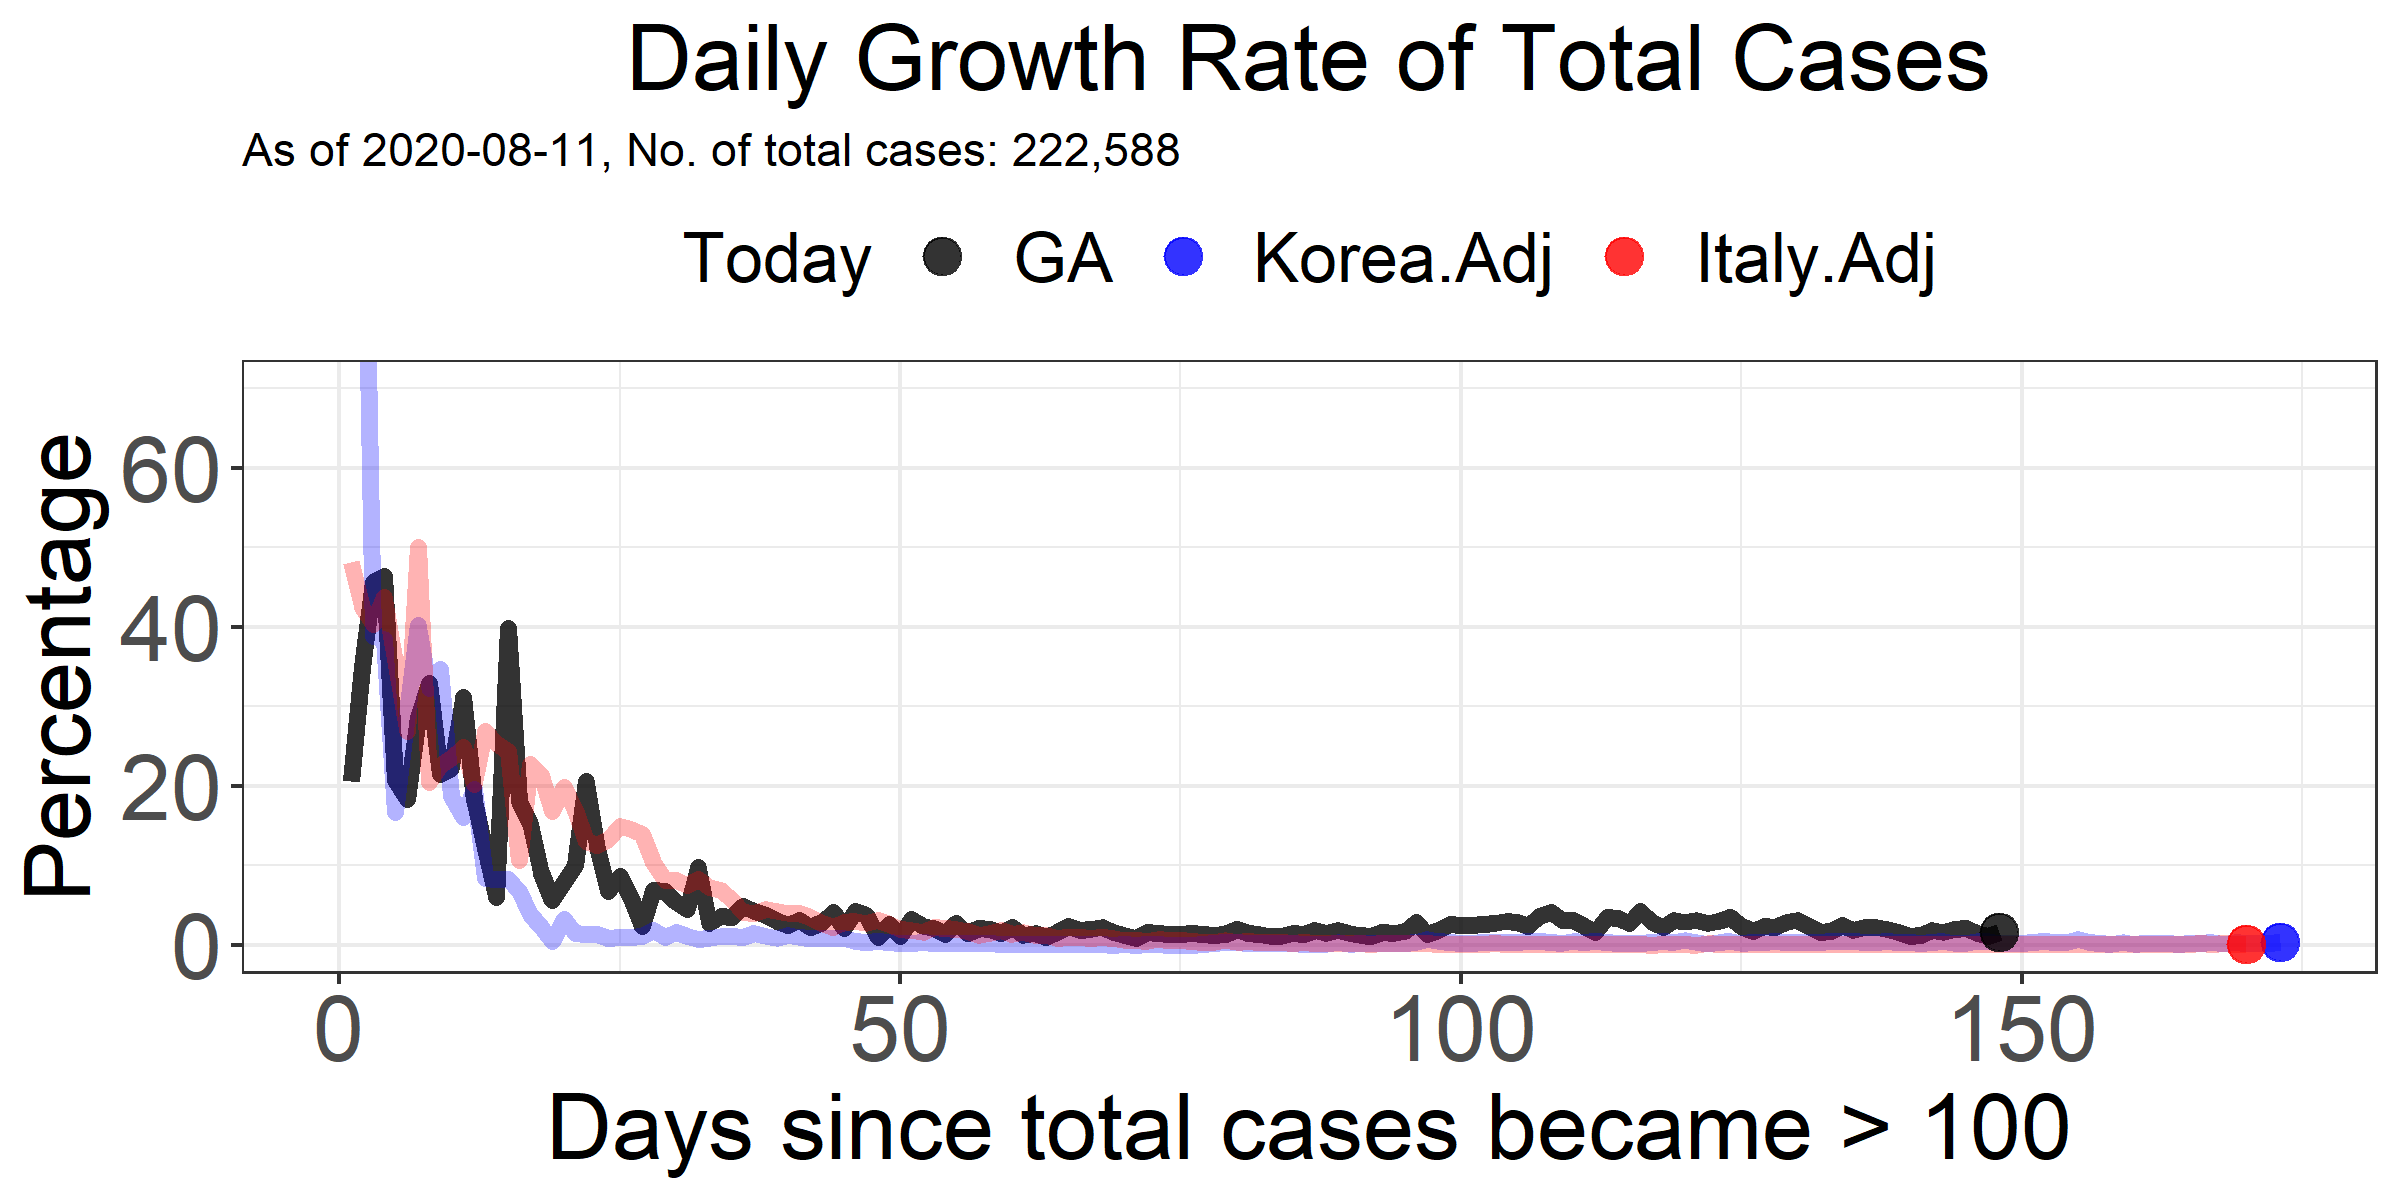 Daily Growth Rate of Total Cases
As of 2020-08-11, No. of total cases: 222,588
Today GA Korea.Adj Italy.Adj
Percentage
60
40
20
0
0 50 100 150
Days since total cases became > 100